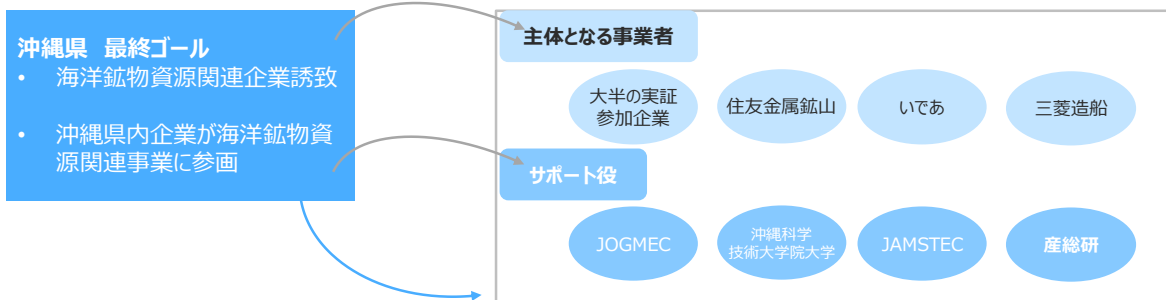 沖縄県 最終ゴール
• 海洋鉱物資源関連企業誘致
• 沖縄県内企業が海洋鉱物資
源関連事業に参画
主体となる事業者
大半の実証
参加企業
住友金属鉱山
いであ
三菱造船
サポート役
JOGMEC
沖縄科学
技術大学院大学
JAMSTEC
産総研